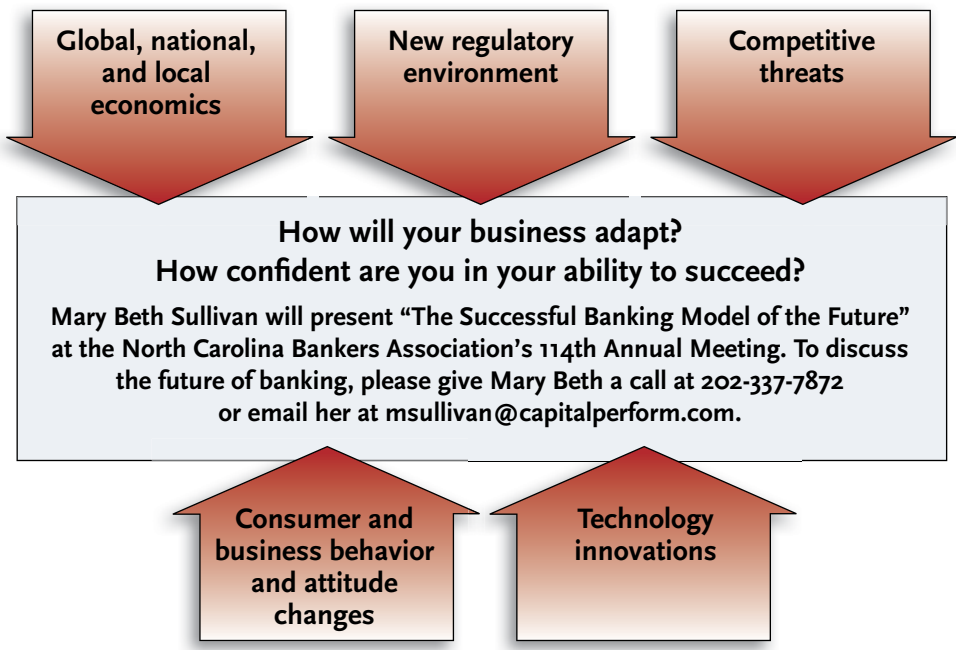 Global, national,
and local
economics
New regulatory
environment
Competitive
threats
How will your business adapt?
How confident are you in your ability to succeed?
Mary Beth Sullivan will present “The Successful Banking Model of the Future”
at the North Carolina Bankers Association’s 114th Annual Meeting. To discuss
the future of banking, please give Mary Beth a call at 202-337-7872
or email her at msullivan@capitalperform.com.
Consumer and
business behavior
and attitude
changes
Technology
innovations